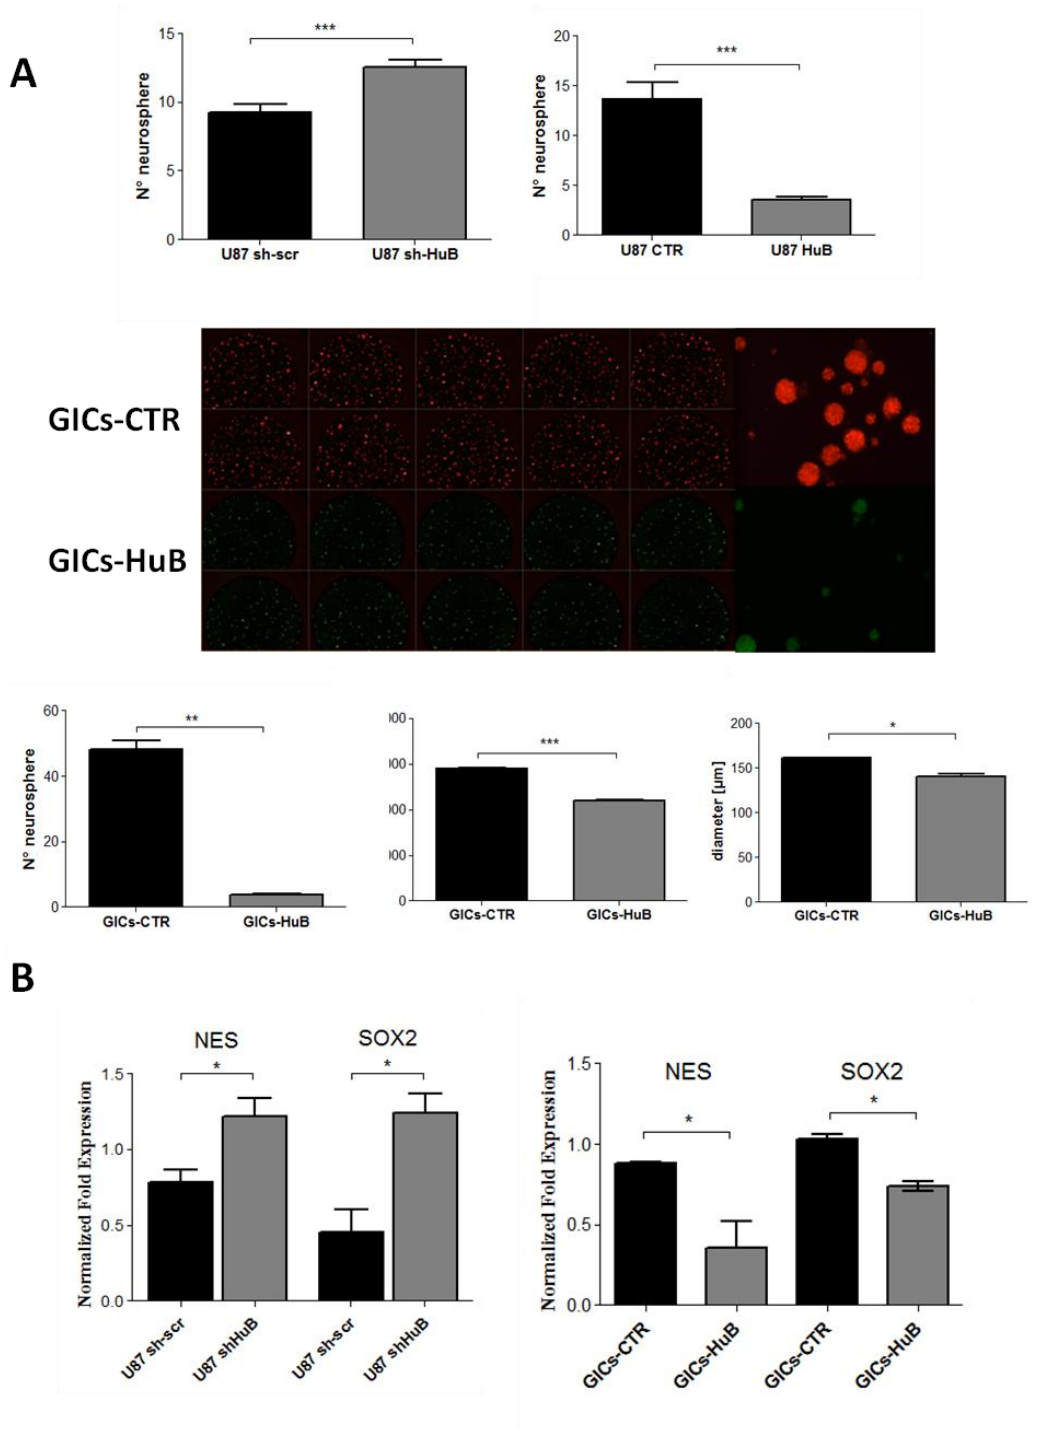 A
***
15
10
5
0
N° neurosphere
U87 sh-scr
U87 sh-HuB
***
20
15
10
5
0
N° neurosphere
U87 CTR
U87 HuB
GICs-CTR
GICs-HuB
**
60
40
20
0
N° neurosphere
GICs-CTR
GICs-HuB
***
0
GICs-CTR
GICs-HuB
*
200
150
100
50
0
diameter [µm]
GICs-CTR
GICs-HuB
B
NES
SOX2
*
*
1.5
1.0
0.5
0.0
Normalized Fold Expression
U87 sh-scr
U87 shHuB
U87 sh-scr
U87 shHuB
NES
SOX2
*
*
1.5
1.0
0.5
0.0
Normalized Fold Expression
GICs-CTR
GICs-HuB
GICs-CTR
GICs-HuB